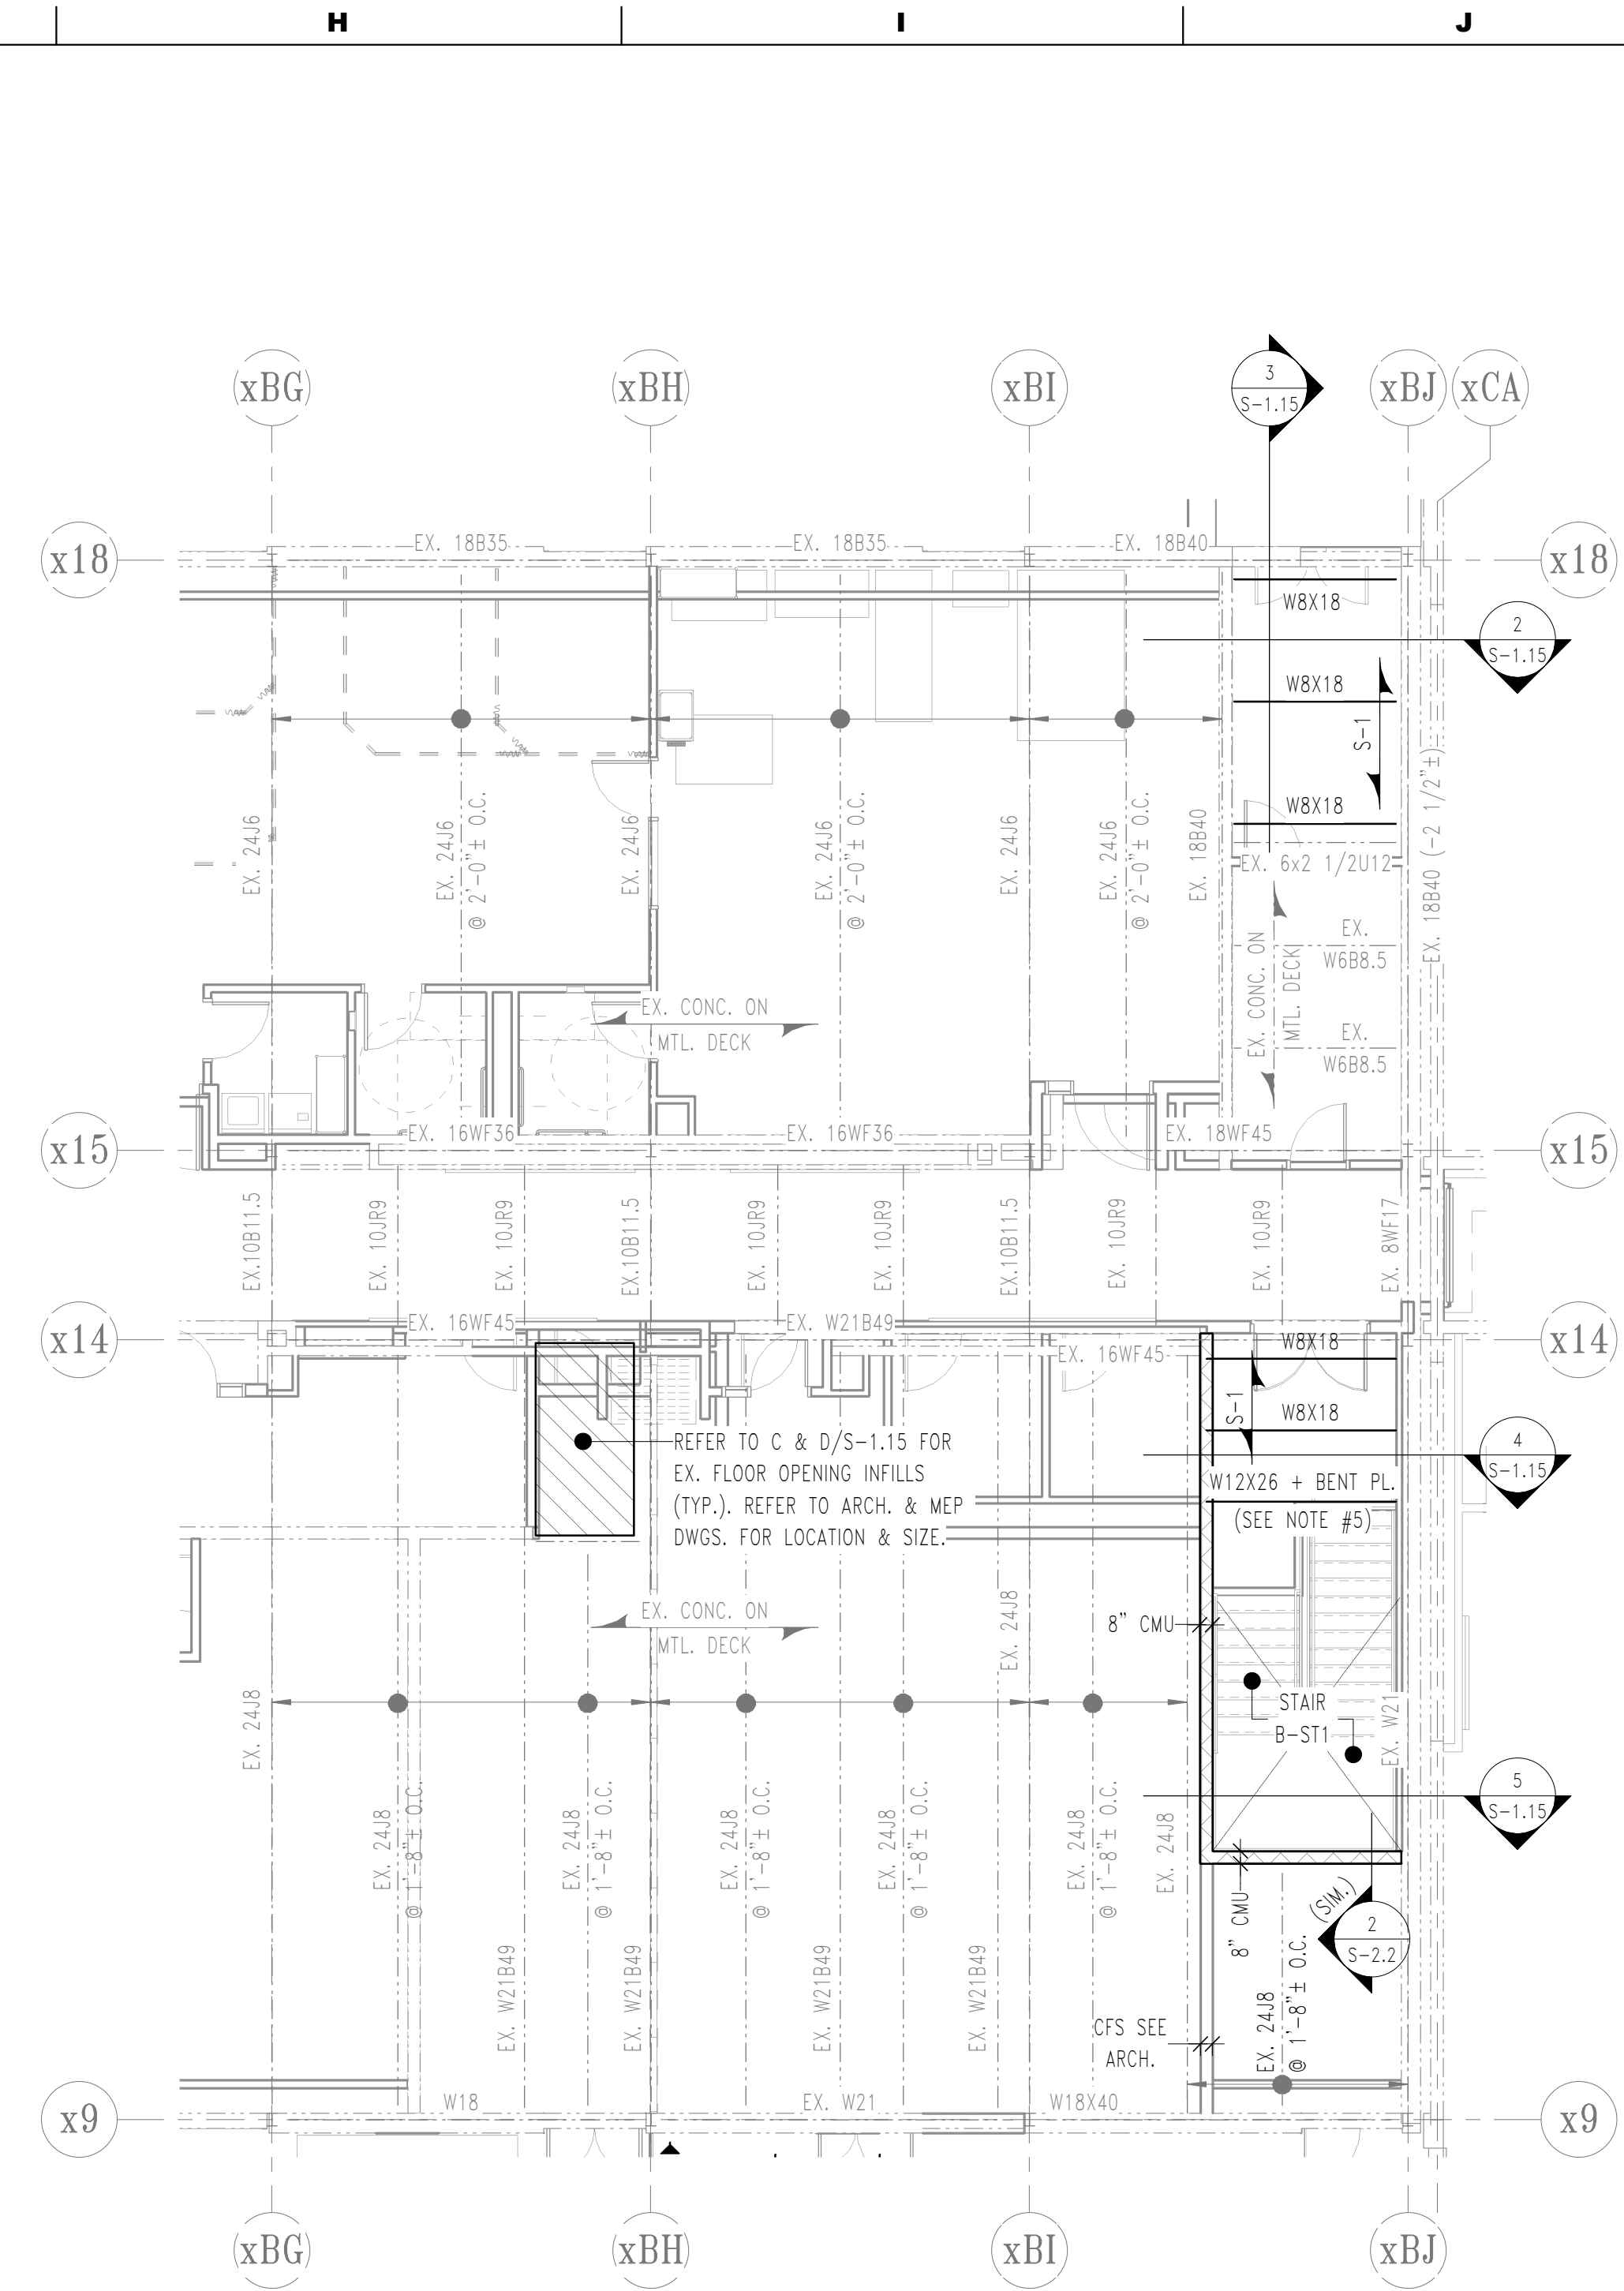 H
I
J
xBG
xBH
xBI
3
S-1.15
xBJ
xCA
x18
EX. 18B35
EX. 18B35
EX. 18B40
x18
W8X18
2
S-1.15
W8X18
S-1
W8X18
EX. 24J6
EX. 24J6
@ 2'-0"± O.C.
EX. 24J6
EX. 24J6
@ 2'-0"± O.C.
EX. 24J6
EX. 24J6
@ 2'-0"± O.C.
EX. 18B40
EX. 18B40 (-2 1/2"±)
EX. 6x2 1/2U12
EX. CONC. ON
MTL. DECK
EX.
W6B8.5
EX.
W6B8.5
EX. CONC. ON
MTL. DECK
x15
EX. 16WF36
EX. 16WF36
EX. 18WF45
x15
EX.10B11.5
EX. 10JR9
EX. 10JR9
EX.10B11.5
EX. 10JR9
EX. 10JR9
EX.10B11.5
EX. 10JR9
EX. 10JR9
EX. 8WF17
x14
EX. 16WF45
EX. W21B49
EX. 16WF45
W8X18
x14
S-1
W8X18
4
S-1.15
REFER TO C & D/S-1.15 FOR
EX. FLOOR OPENING INFILLS
(TYP.). REFER TO ARCH. & MEP
DWGS. FOR LOCATION & SIZE.
W12X26 + BENT PL.
(SEE NOTE #5)
EX. CONC. ON
MTL. DECK
EX. 24J8
8" CMU
STAIR
B-ST1
EX. W21
EX. 24J8
5
S-1.15
EX. 24J8
@ 1'-8"± O.C.
EX. 24J8
@ 1'-8"± O.C.
EX. 24J8
@ 1'-8"± O.C.
EX. 24J8
@ 1'-8"± O.C.
EX. 24J8
@ 1'-8"± O.C.
EX. 24J8
8" CMU
(SIM.)
2
S-2.2
EX. W21B49
EX. W21B49
EX. W21B49
EX. W21B49
CFS SEE
ARCH.
EX. 24J8
@ 1'-8"± O.C.
x9
W18
EX. W21
W18X40
x9
xBG
xBH
xBI
xBJ